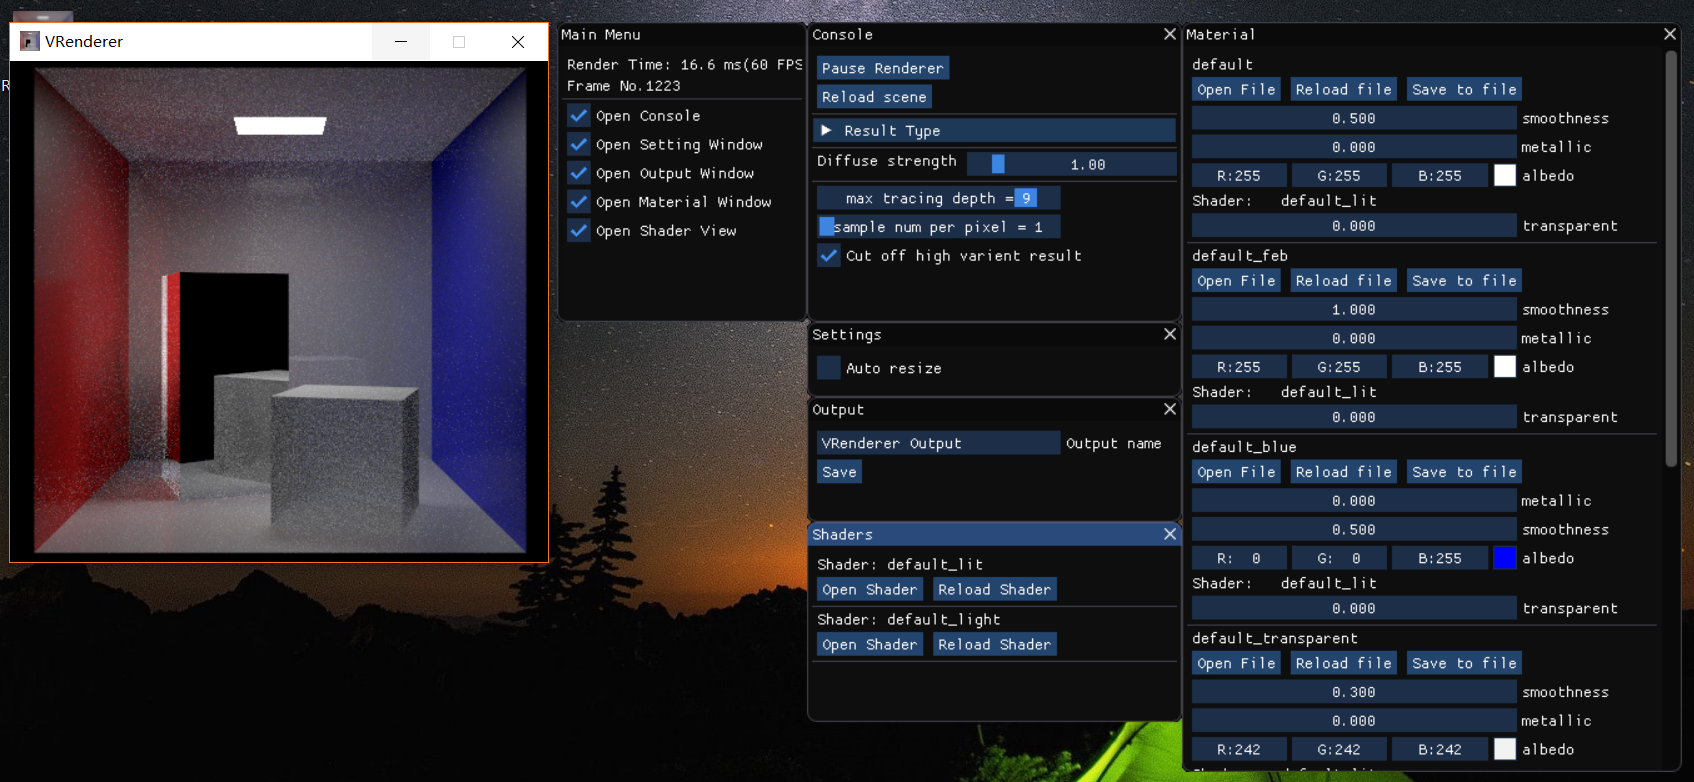 VRenderer
R
Main Menu
Render Time: 16.6 ms(60 FPS
Frame No.1223
Open Console
Open Setting Window
Open Output Window
Open Material Window
Open Shader View
Console
Pause Renderer
Reload scene
Result Type
Diffuse strength 1.00
max tracing depth = 9
sample num per pixel = 1
Cut off high varient result
Settings
Auto resize
Output
VRenderer Output Output name
Save
Shaders
Shader: default_lit
Open Shader Reload Shader
Shader: default_light
Open Shader Reload Shader
Material
default
Open File Reload file Save to file
0.500 smoothness
0.000 metallic
R:255 G:255 B:255 albedo
Shader: default_lit
0.000 transparent
default_feb
Open File Reload file Save to file
1.000 smoothness
0.000 metallic
R:255 G:255 B:255 albedo
Shader: default_lit
0.000 transparent
default_blue
Open File Reload file Save to file
0.000 metallic
0.500 smoothness
R: 0 G: 0 B:255 albedo
Shader: default_lit
0.000 transparent
default_transparent
Open File Reload file Save to file
0.300 smoothness
0.000 metallic
R:242 G:242 B:242 albedo